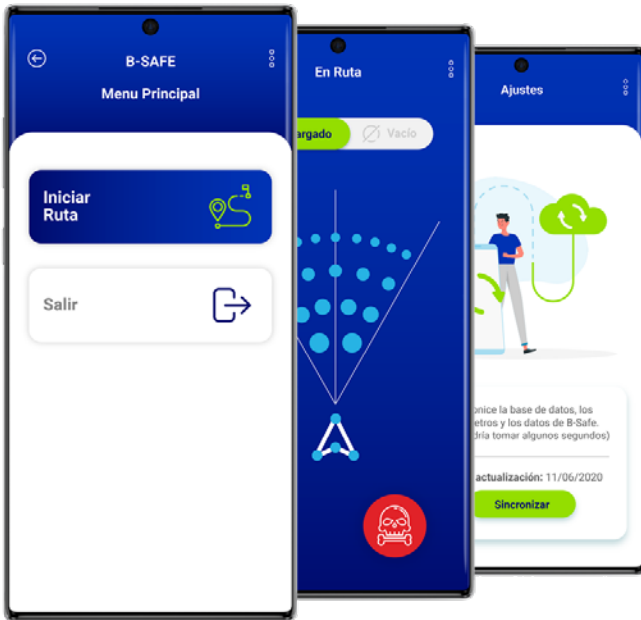 B-SAFE
Menu Principal
Iniciar
Ruta
Salir
En Ruta
argado
Vacío
Ajustes
onice la base de datos, los
etros y los datos de B-Safe.
dría tomar algunos segundos)
actualización: 11/06/2020
Sincronizar